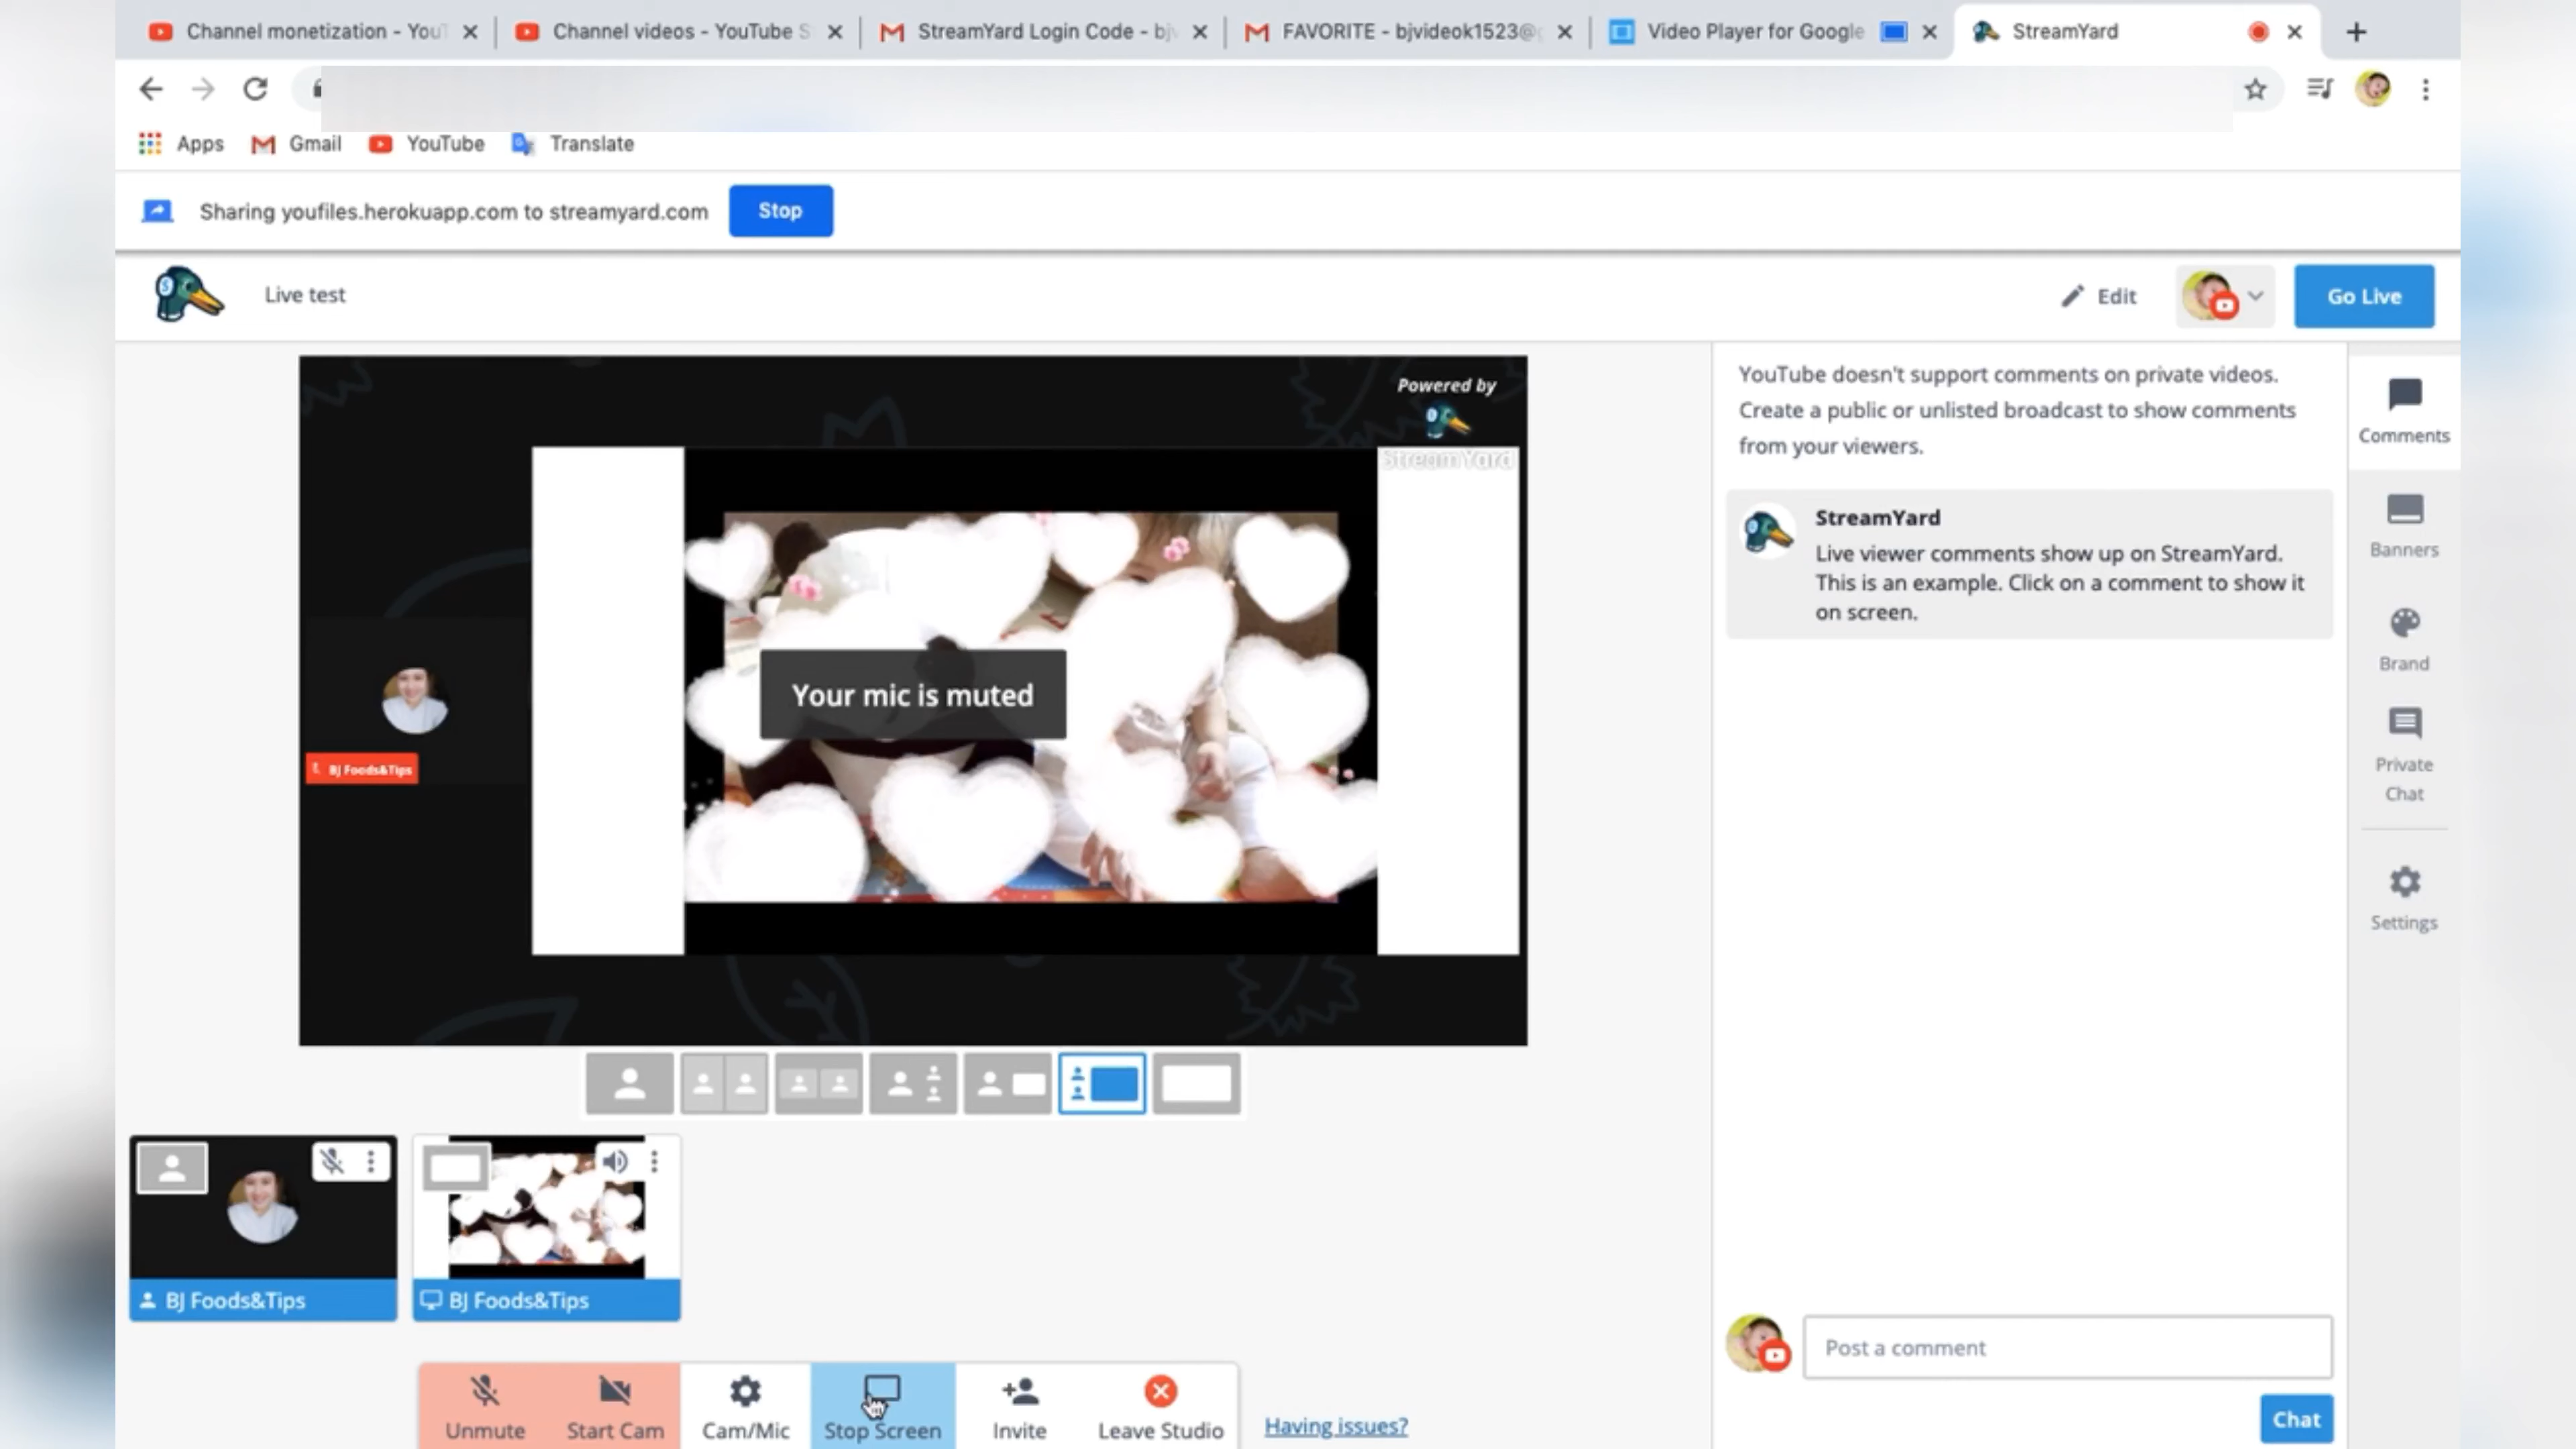 Channel monetization - You
Channel videos - YouTube S
StreamYard Login Code - bjv
FAVORITE - bjvideok1523@
Video Player for Google
StreamYard
Apps
Gmail
YouTube
Translate
Sharing youfiles.herokuapp.com to streamyard.com
Stop
Live test
Edit
Go Live
Powered by
StreamYard
Your mic is muted
BJ Foods&Tips
YouTube doesn't support comments on private videos.
Create a public or unlisted broadcast to show comments
from your viewers.
StreamYard
Live viewer comments show up on StreamYard.
This is an example. Click on a comment to show it
on screen.
Comments
Banners
Brand
Private
Chat
Settings
BJ Foods&Tips
BJ Foods&Tips
Unmute
Start Cam
Cam/Mic
Stop Screen
Invite
Leave Studio
Having issues?
Post a comment
Chat